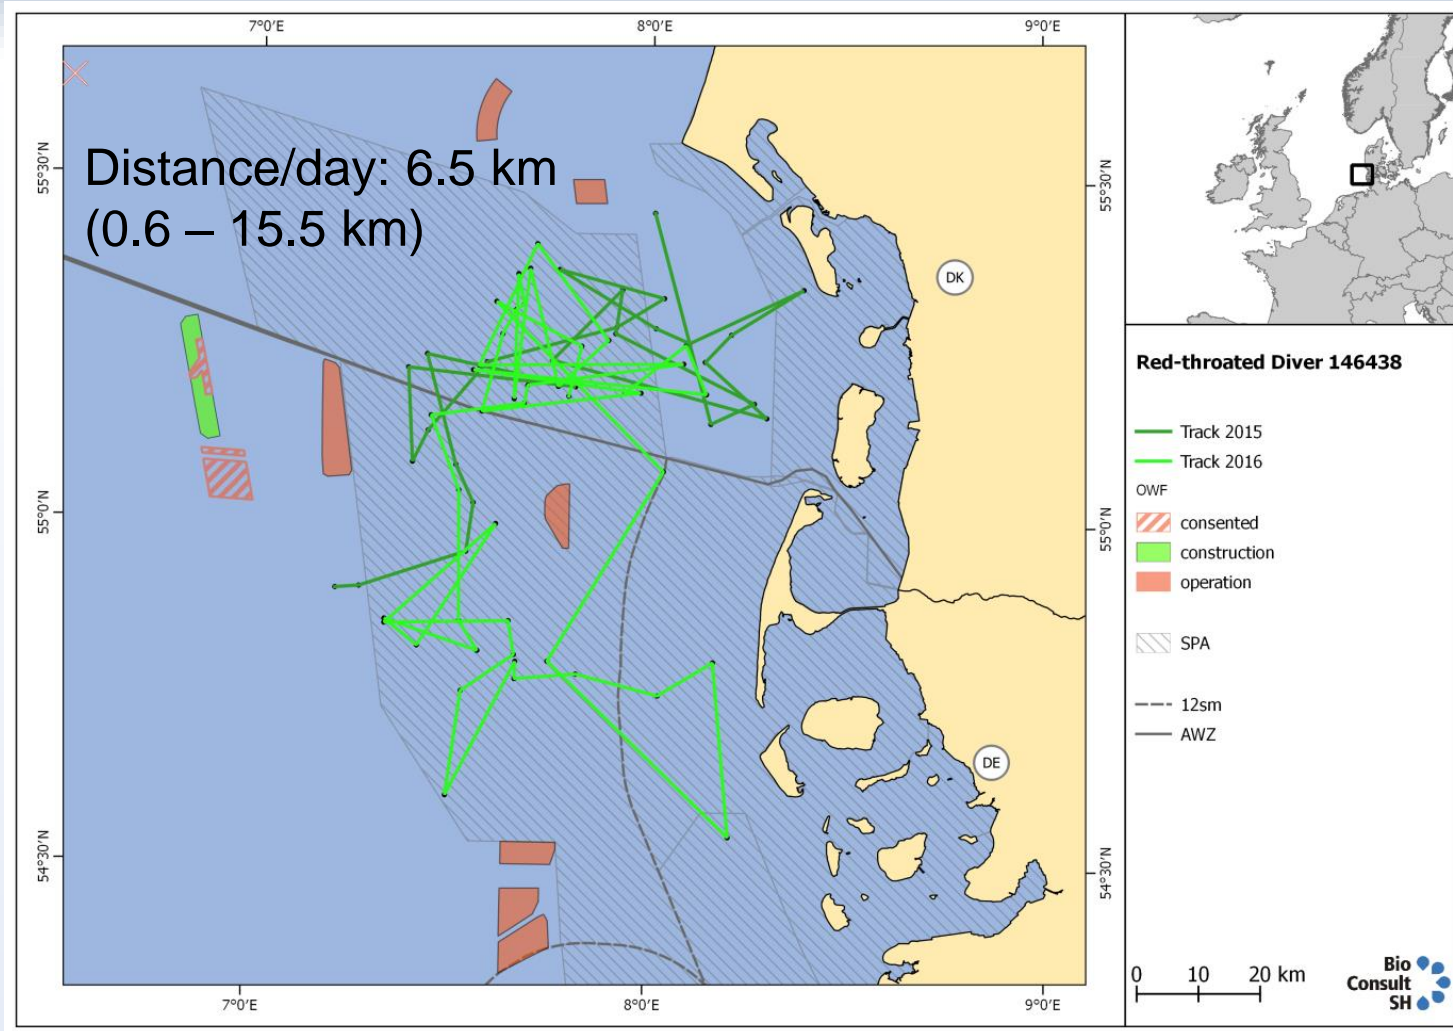 7°0'E 8°0'E 9°0'E
Distance/day: 6.5 km
(0.6 – 15.5 km)
55°30'N
55°0'N
54°30'N
55°30'N
55°0'N
54°30'N
DK
DE
7°0'E 8°0'E 9°0'E
Red-throated Diver 146438
Track 2015
Track 2016
OWF
consented
construction
operation
SPA
12sm
AWZ
0 10 20 km
Bio
Consult
SH